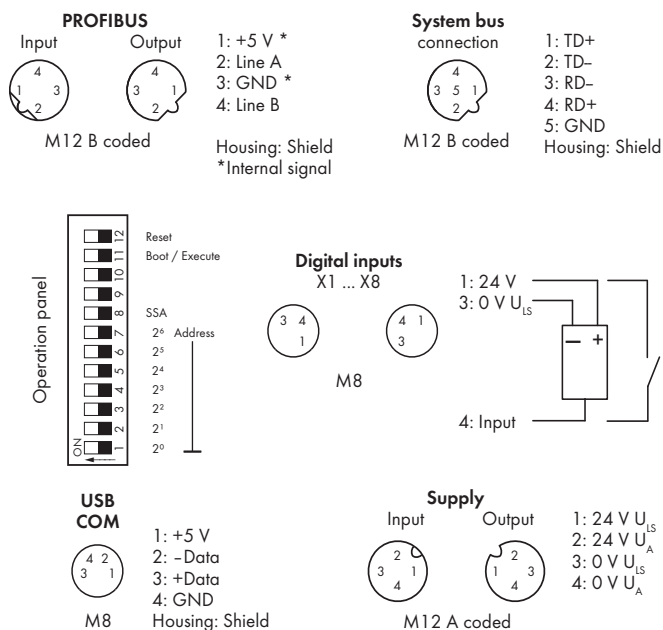 PROFIBUS
Input Output
4
1 3
2
4
3 1
2
M12 B coded
1: +5 V *
2: Line A
3: GND *
4: Line B
Housing: Shield
*Internal signal
System bus
connection
4
3 5 1
2
M12 B coded
1: TD+
2: TD–
3: RD–
4: RD+
5: GND
Housing: Shield
Operation panel
12 Reset
11 Boot / Execute
10
9
8 SSA
7 2⁶ Address
6 2⁵
5 2⁴
4 2³
3 2²
2 2¹
1 2⁰
ON
Digital inputs
X1 ... X8
3 4
1
4 1
3
M8
1: 24 V
3: 0 V U_LS
– +
4: Input
USB
COM
4 2
3 1
M8
1: +5 V
2: –Data
3: +Data
4: GND
Housing: Shield
Supply
Input Output
2
3 1
4
2
1 3
4
M12 A coded
1: 24 V U_LS
2: 24 V U_A
3: 0 V U_LS
4: 0 V U_A